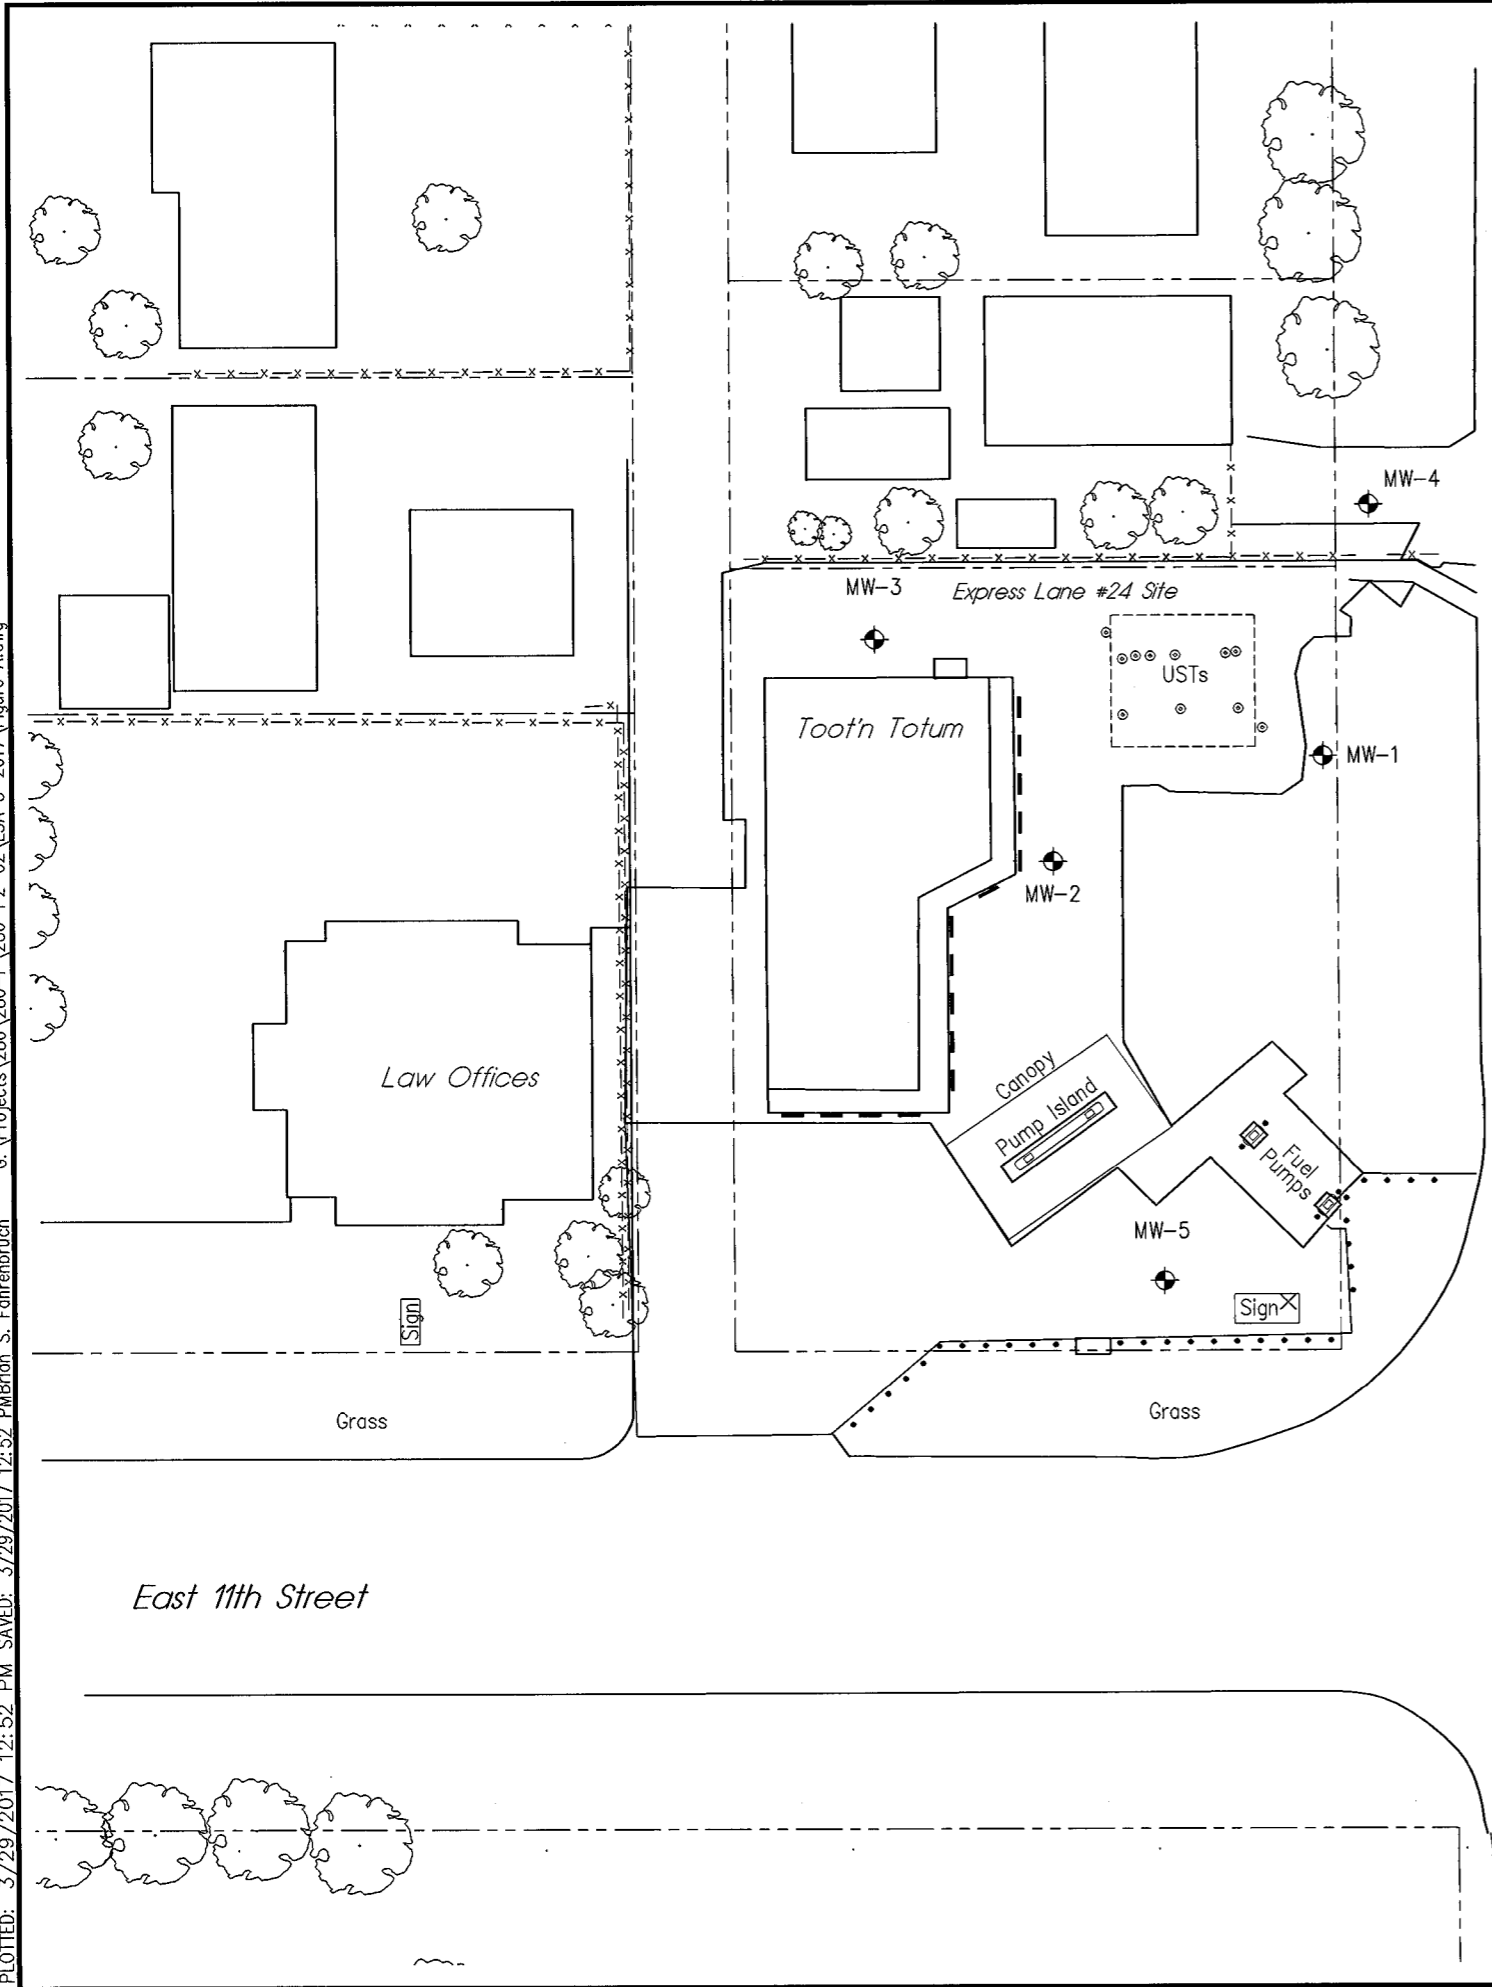 MW-4
MW-3
Express Lane #24 Site
USTs
Toot'n Totum
MW-1
MW-2
Canopy
Pump Island
Law Offices
Fuel
Pumps
MW-5
Sign
Sign
Grass
Grass
East 11th Street
PLOTTED: 3/29/2017 12:52 PM SAVED: 3/29/2017 12:52 PM Brian S. Fahrenbruch